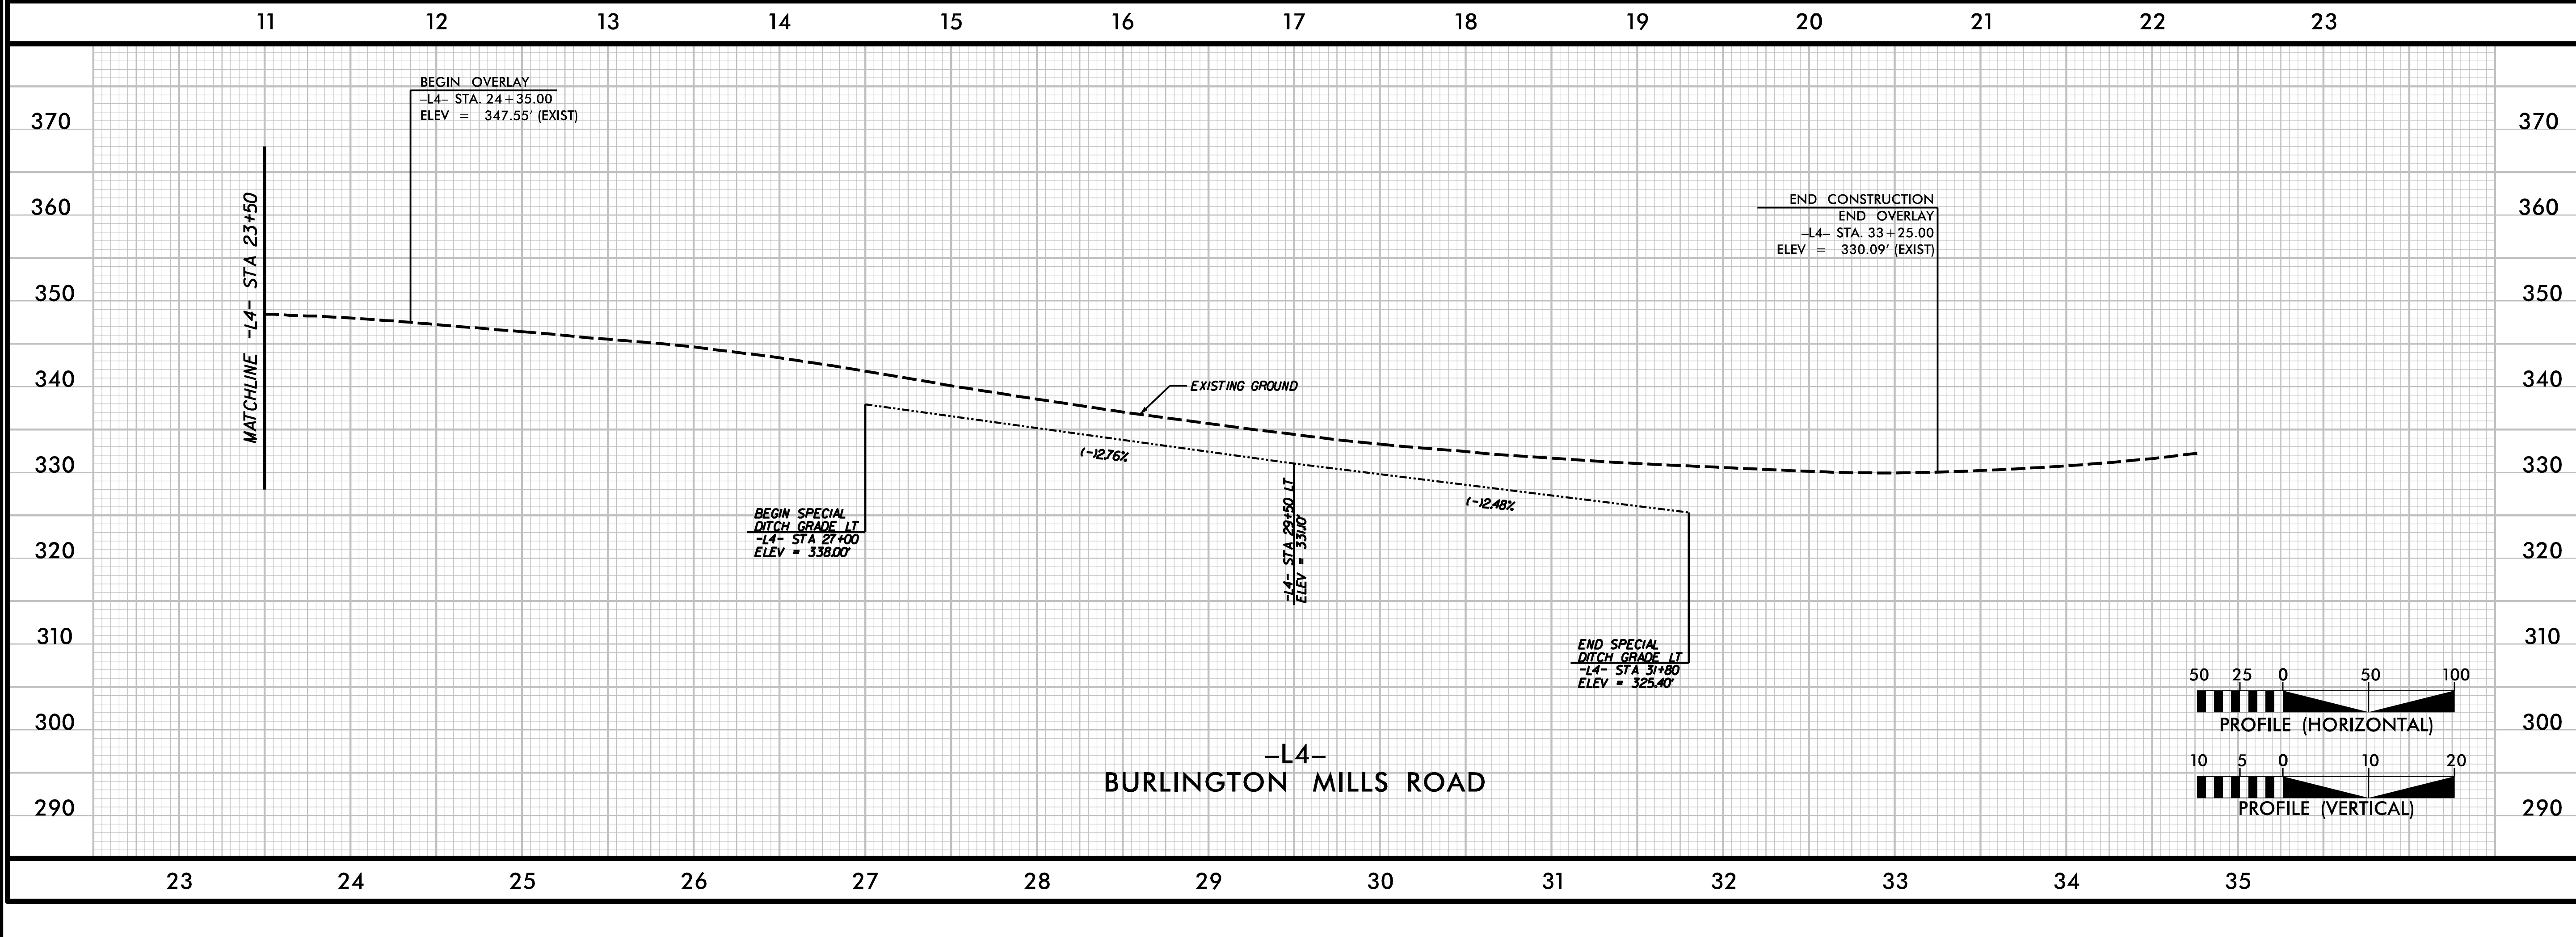 11 12 13 14 15 16 17 18 19 20 21 22 23
BEGIN OVERLAY
-L4- STA. 24+35.00
ELEV = 347.55' (EXIST)
370 370
END CONSTRUCTION
END OVERLAY
-L4- STA. 33+25.00
ELEV = 330.09' (EXIST)
360 360
MATCHLINE -L4- STA 23+50
350 350
340 340
EXISTING GROUND
(-)2.76%
330 330
(-)2.48%
BEGIN SPECIAL
DITCH GRADE LT
-L4- STA 27+00
ELEV = 338.00'
-L4- STA 29+50 LT
ELEV = 331.10'
320 320
310 310
END SPECIAL
DITCH GRADE LT
-L4- STA 31+80
ELEV = 325.40'
50 25 0 50 100
PROFILE (HORIZONTAL)
300 300
10 5 0 10 20
PROFILE (VERTICAL)
-L4-
BURLINGTON MILLS ROAD
290 290
23 24 25 26 27 28 29 30 31 32 33 34 35